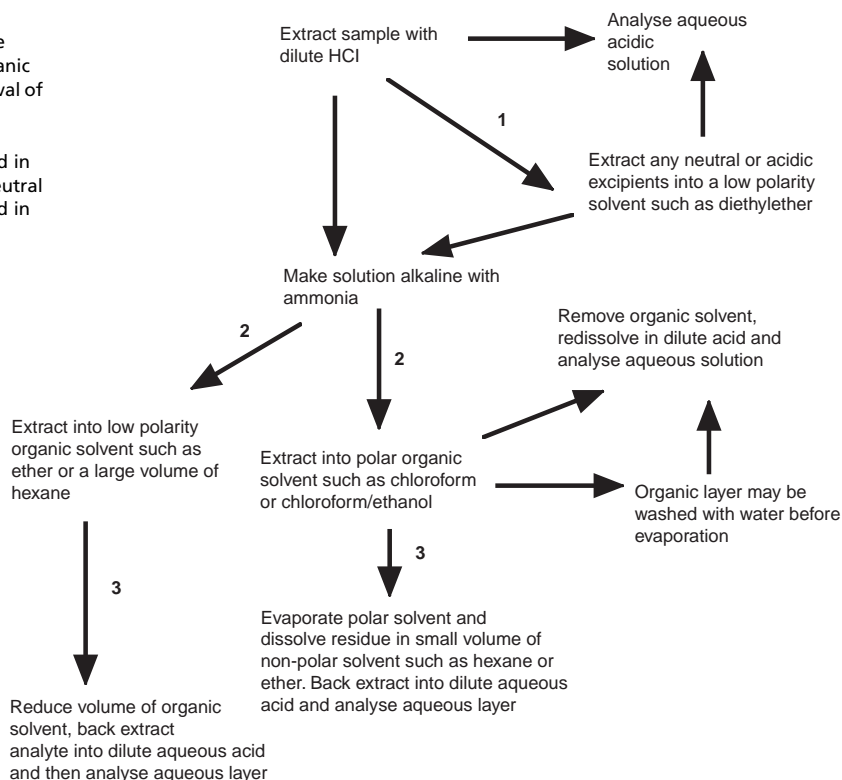 e
anic
val of
d in
eutral
d in
Extract sample with
dilute HCl
Analyse aqueous
acidic
solution
1
Extract any neutral or acidic
excipients into a low polarity
solvent such as diethylether
Make solution alkaline with
ammonia
2
2
Remove organic solvent,
redissolve in dilute acid and
analyse aqueous solution
Extract into low polarity
organic solvent such as
ether or a large volume of
hexane
Extract into polar organic
solvent such as chloroform
or chloroform/ethanol
Organic layer may be
washed with water before
evaporation
3
3
Evaporate polar solvent and
dissolve residue in small volume of
non-polar solvent such as hexane or
ether. Back extract into dilute aqueous
acid and analyse aqueous layer
Reduce volume of organic
solvent, back extract
analyte into dilute aqueous acid
and then analyse aqueous layer